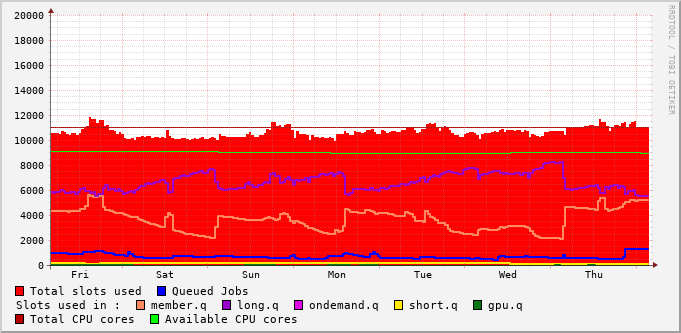 RRDTOOL / TOBI OETIKER
20000
18000
16000
14000
12000
10000
8000
6000
4000
2000
0
Fri Sat Sun Mon Tue Wed Thu
Total slots used Queued Jobs
Slots used in : member.q long.q ondemand.q short.q gpu.q
Total CPU cores Available CPU cores